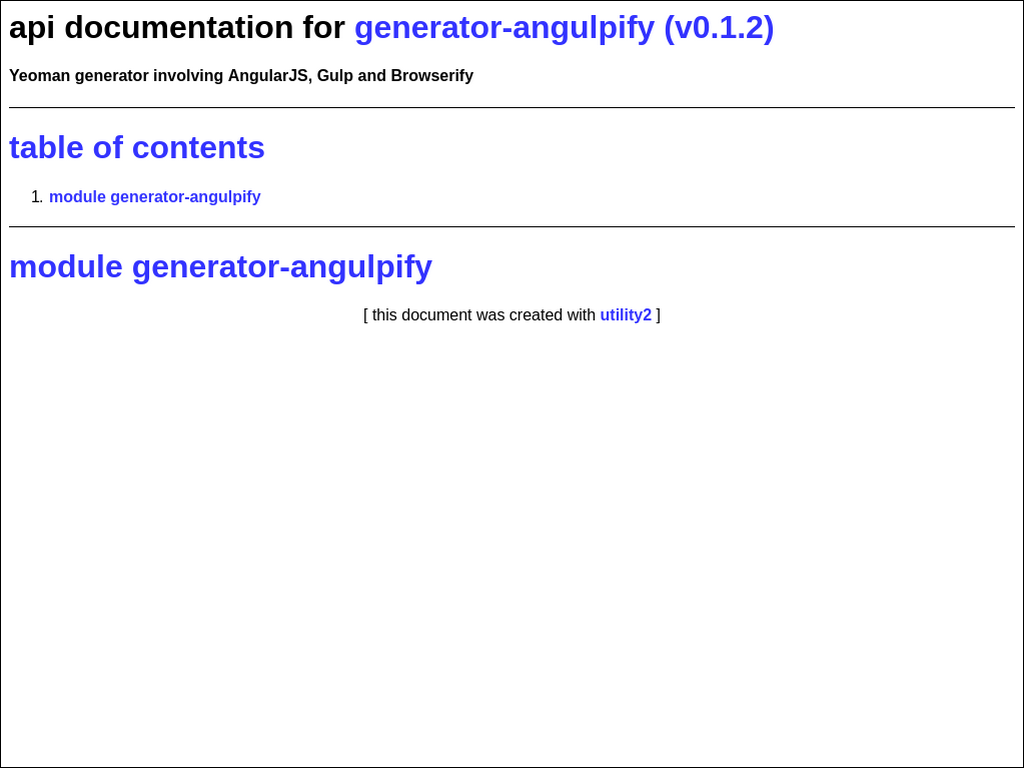 api documentation for generator-angulpify (v0.1.2)
Yeoman generator involving AngularJS, Gulp and Browserify
table of contents
1. module generator-angulpify
module generator-angulpify
[ this document was created with utility2 ]